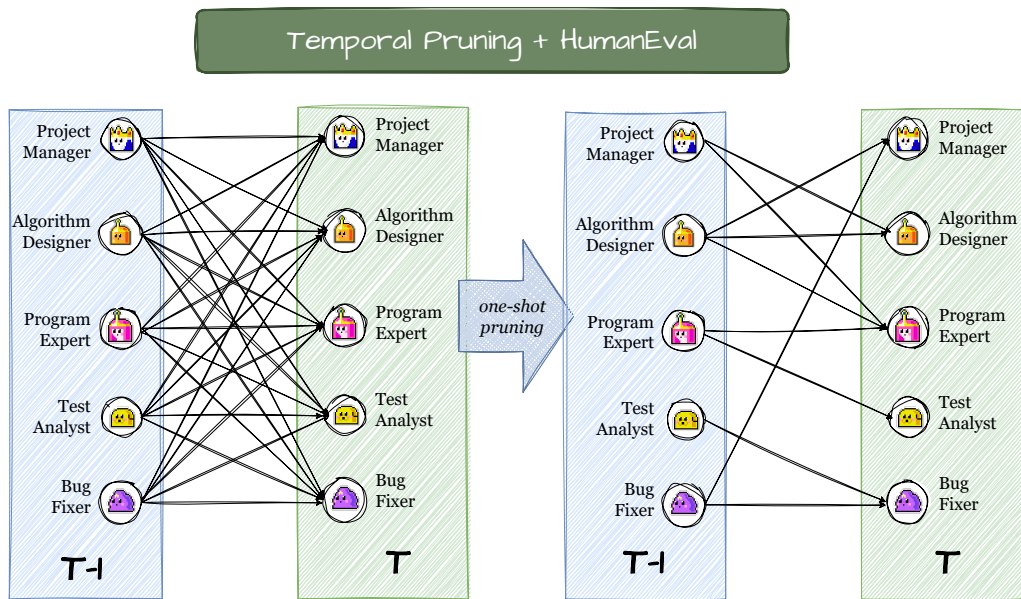 Temporal Pruning + HumanEval
Project
Manager
Algorithm
Designer
Program
Expert
Test
Analyst
Bug
Fixer
T-1
Project
Manager
Algorithm
Designer
Program
Expert
Test
Analyst
Bug
Fixer
T
one-shot
pruning
Project
Manager
Algorithm
Designer
Program
Expert
Test
Analyst
Bug
Fixer
T-1
Project
Manager
Algorithm
Designer
Program
Expert
Test
Analyst
Bug
Fixer
T